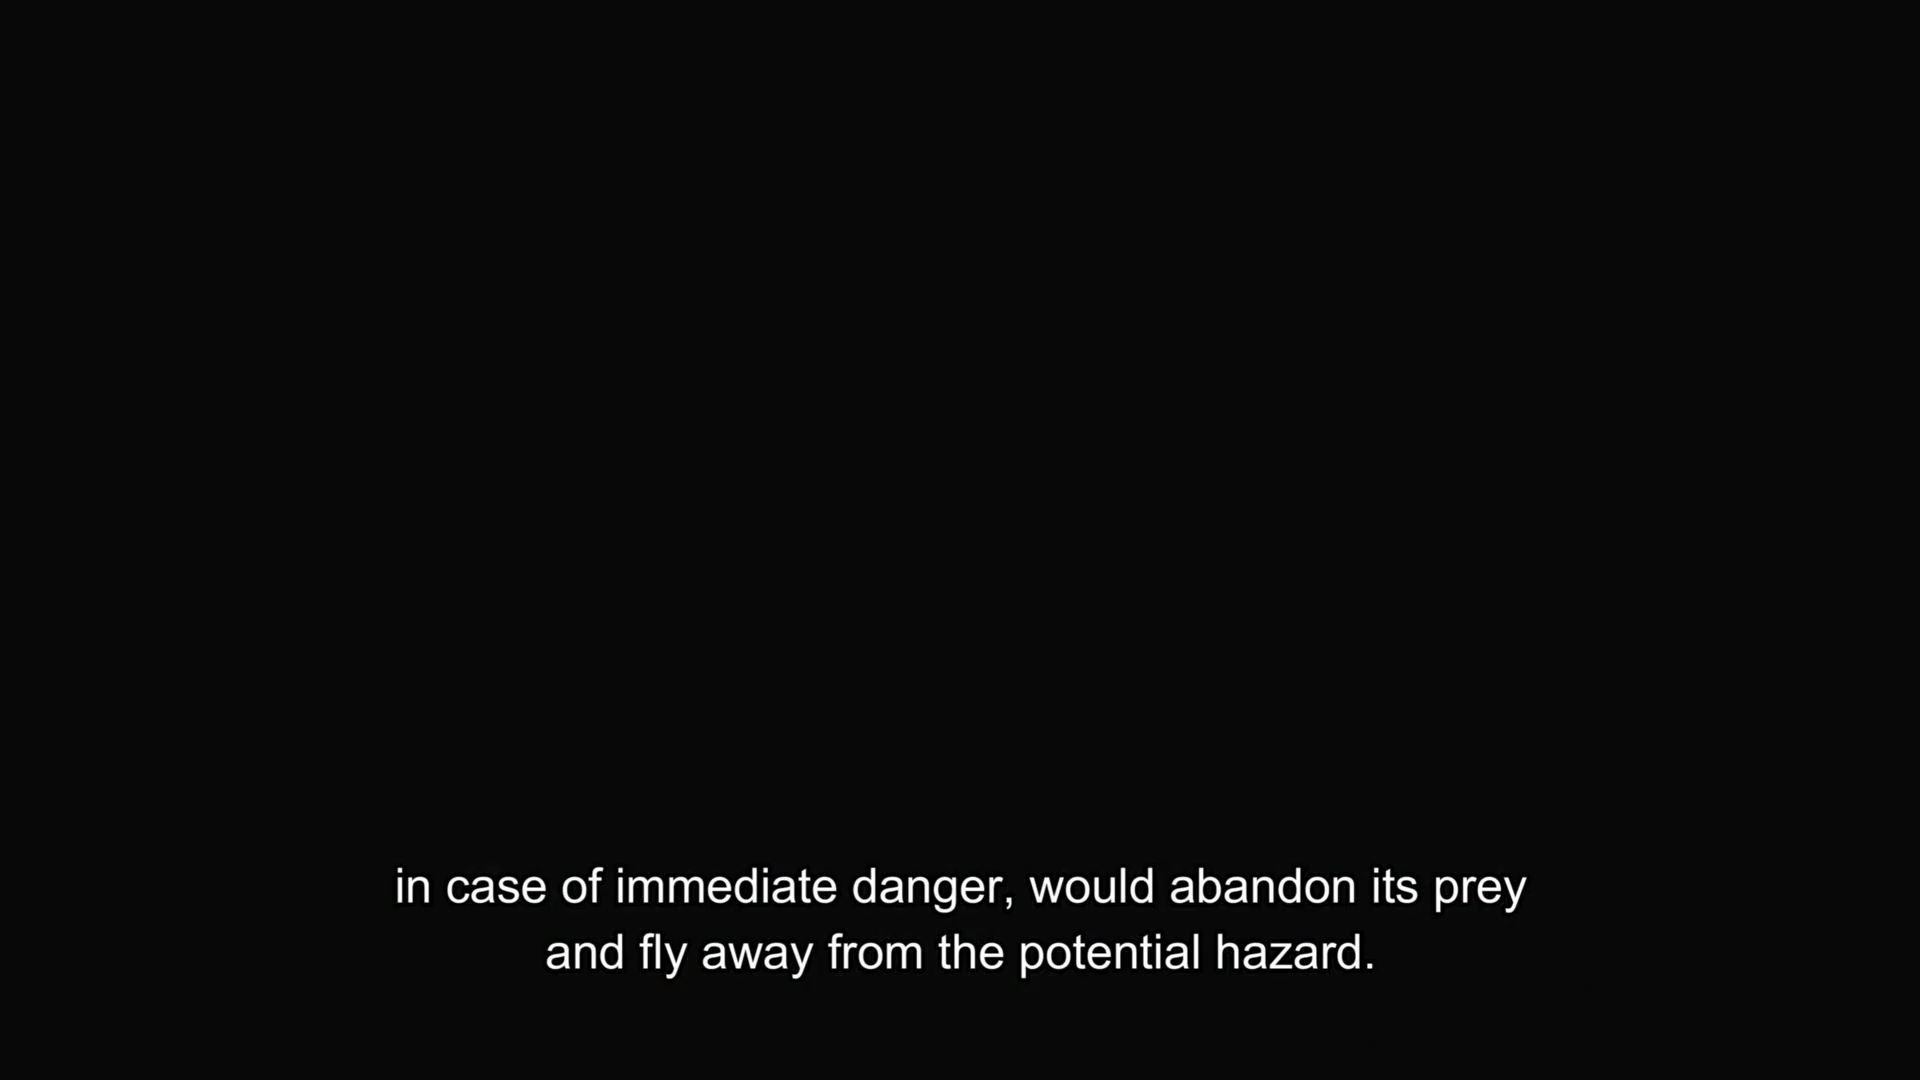 in case of immediate danger, would abandon its prey
and fly away from the potential hazard.